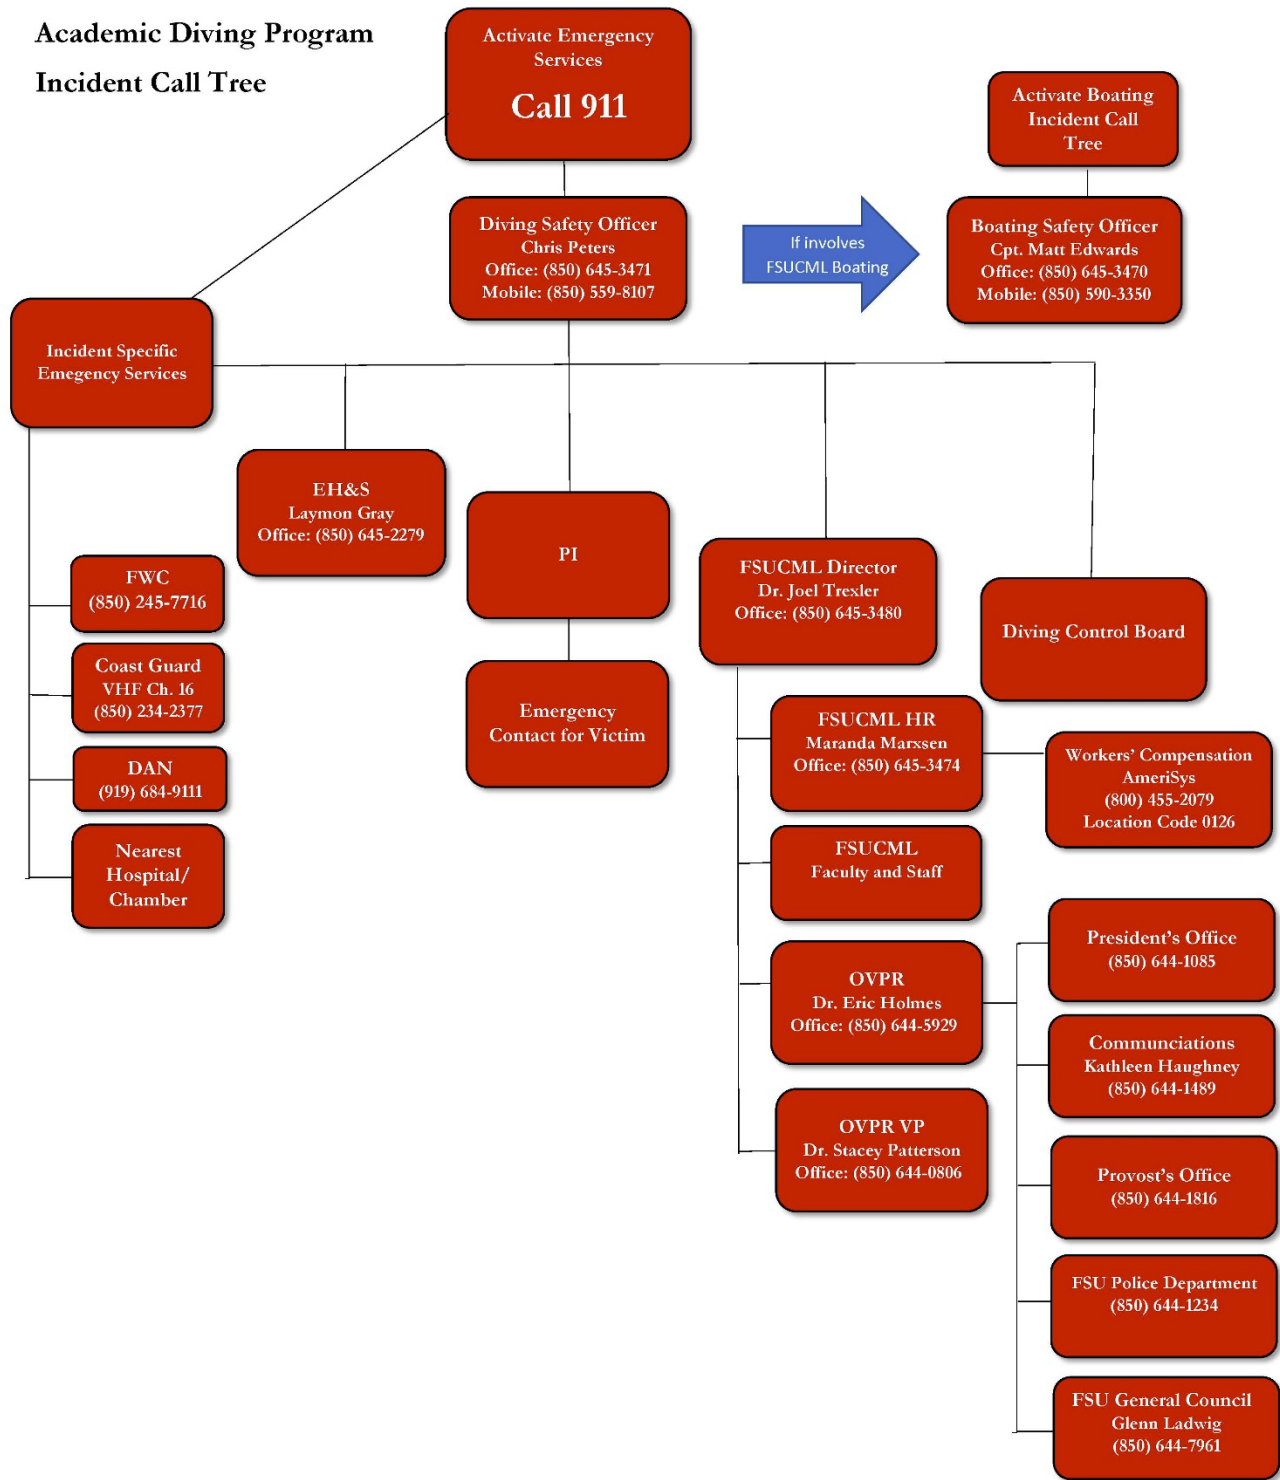 Academic Diving Program
Incident Call Tree
Activate Emergency
Services
Call 911
Activate Boating
Incident Call
Tree
Diving Safety Officer
Chris Peters
Office: (850) 645-3471
Mobile: (850) 559-8107
If involves
FSUCML Boating
Boating Safety Officer
Cpt. Matt Edwards
Office: (850) 645-3470
Mobile: (850) 590-3350
Incident Specific
Emegency Services
EH&S
Laymon Gray
Office: (850) 645-2279
PI
FSUCML Director
Dr. Joel Trexler
Office: (850) 645-3480
Diving Control Board
FWC
(850) 245-7716
Coast Guard
VHF Ch. 16
(850) 234-2377
DAN
(919) 684-9111
Nearest
Hospital/
Chamber
Emergency
Contact for Victim
FSUCML HR
Maranda Marxsen
Office: (850) 645-3474
Workers' Compensation
AmeriSys
(800) 455-2079
Location Code 0126
FSUCML
Faculty and Staff
OVPR
Dr. Eric Holmes
Office: (850) 644-5929
OVPR VP
Dr. Stacey Patterson
Office: (850) 644-0806
President's Office
(850) 644-1085
Communciations
Kathleen Haughney
(850) 644-1489
Provost's Office
(850) 644-1816
FSU Police Department
(850) 644-1234
FSU General Council
Glenn Ladwig
(850) 644-7961